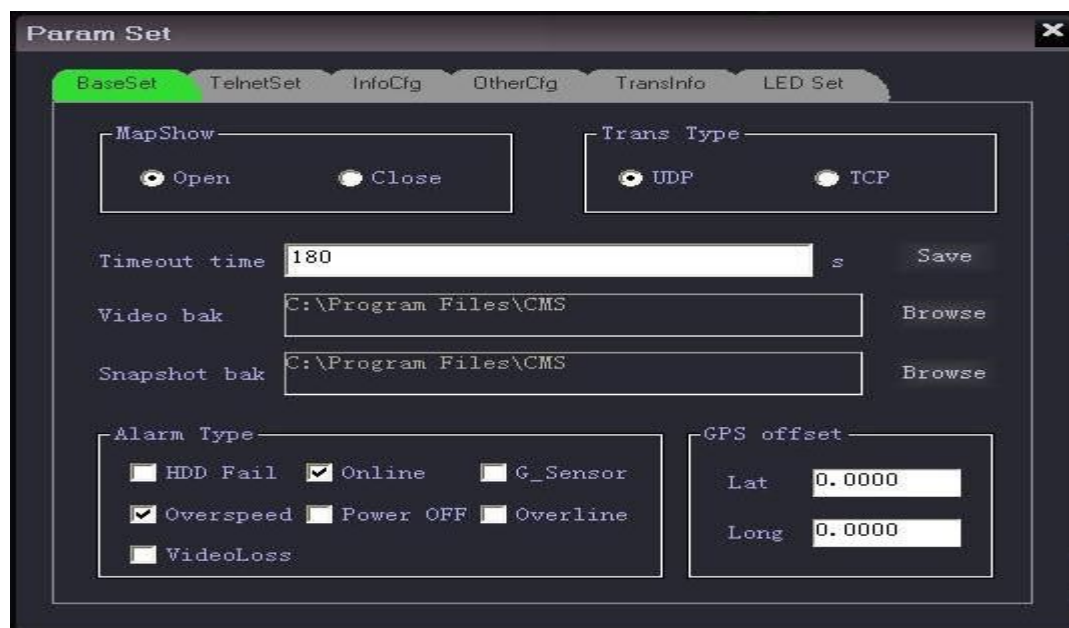 Param Set
BaseSet TelnetSet InfoCfg OtherCfg TransInfo LED Set
MapShow Trans Type
Open Close UDP TCP
Timeout time 180 s Save
Video bak C:\Program Files\CMS Browse
Snapshot bak C:\Program Files\CMS Browse
Alarm Type GPS offset
HDD Fail Online G_Sensor
Lat 0.0000
Overspeed Power OFF Overline
Long 0.0000
VideoLoss